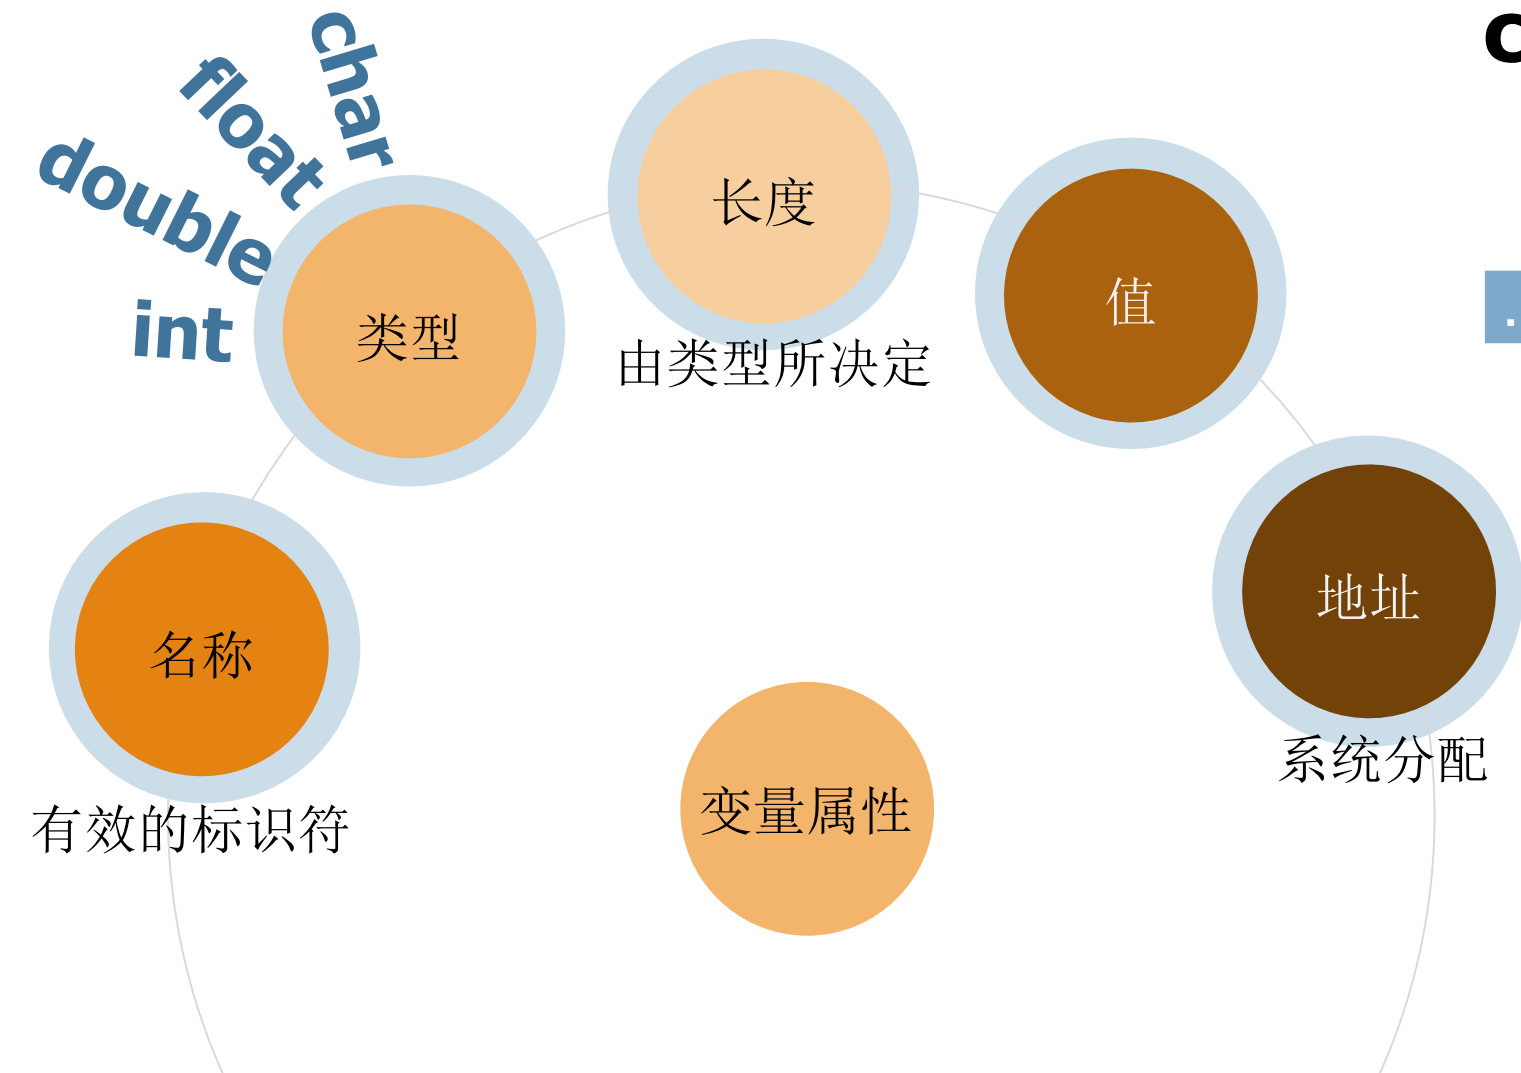 char
float
double
int
类型
长度
由类型所决定
值
地址
系统分配
名称
有效的标识符
变量属性